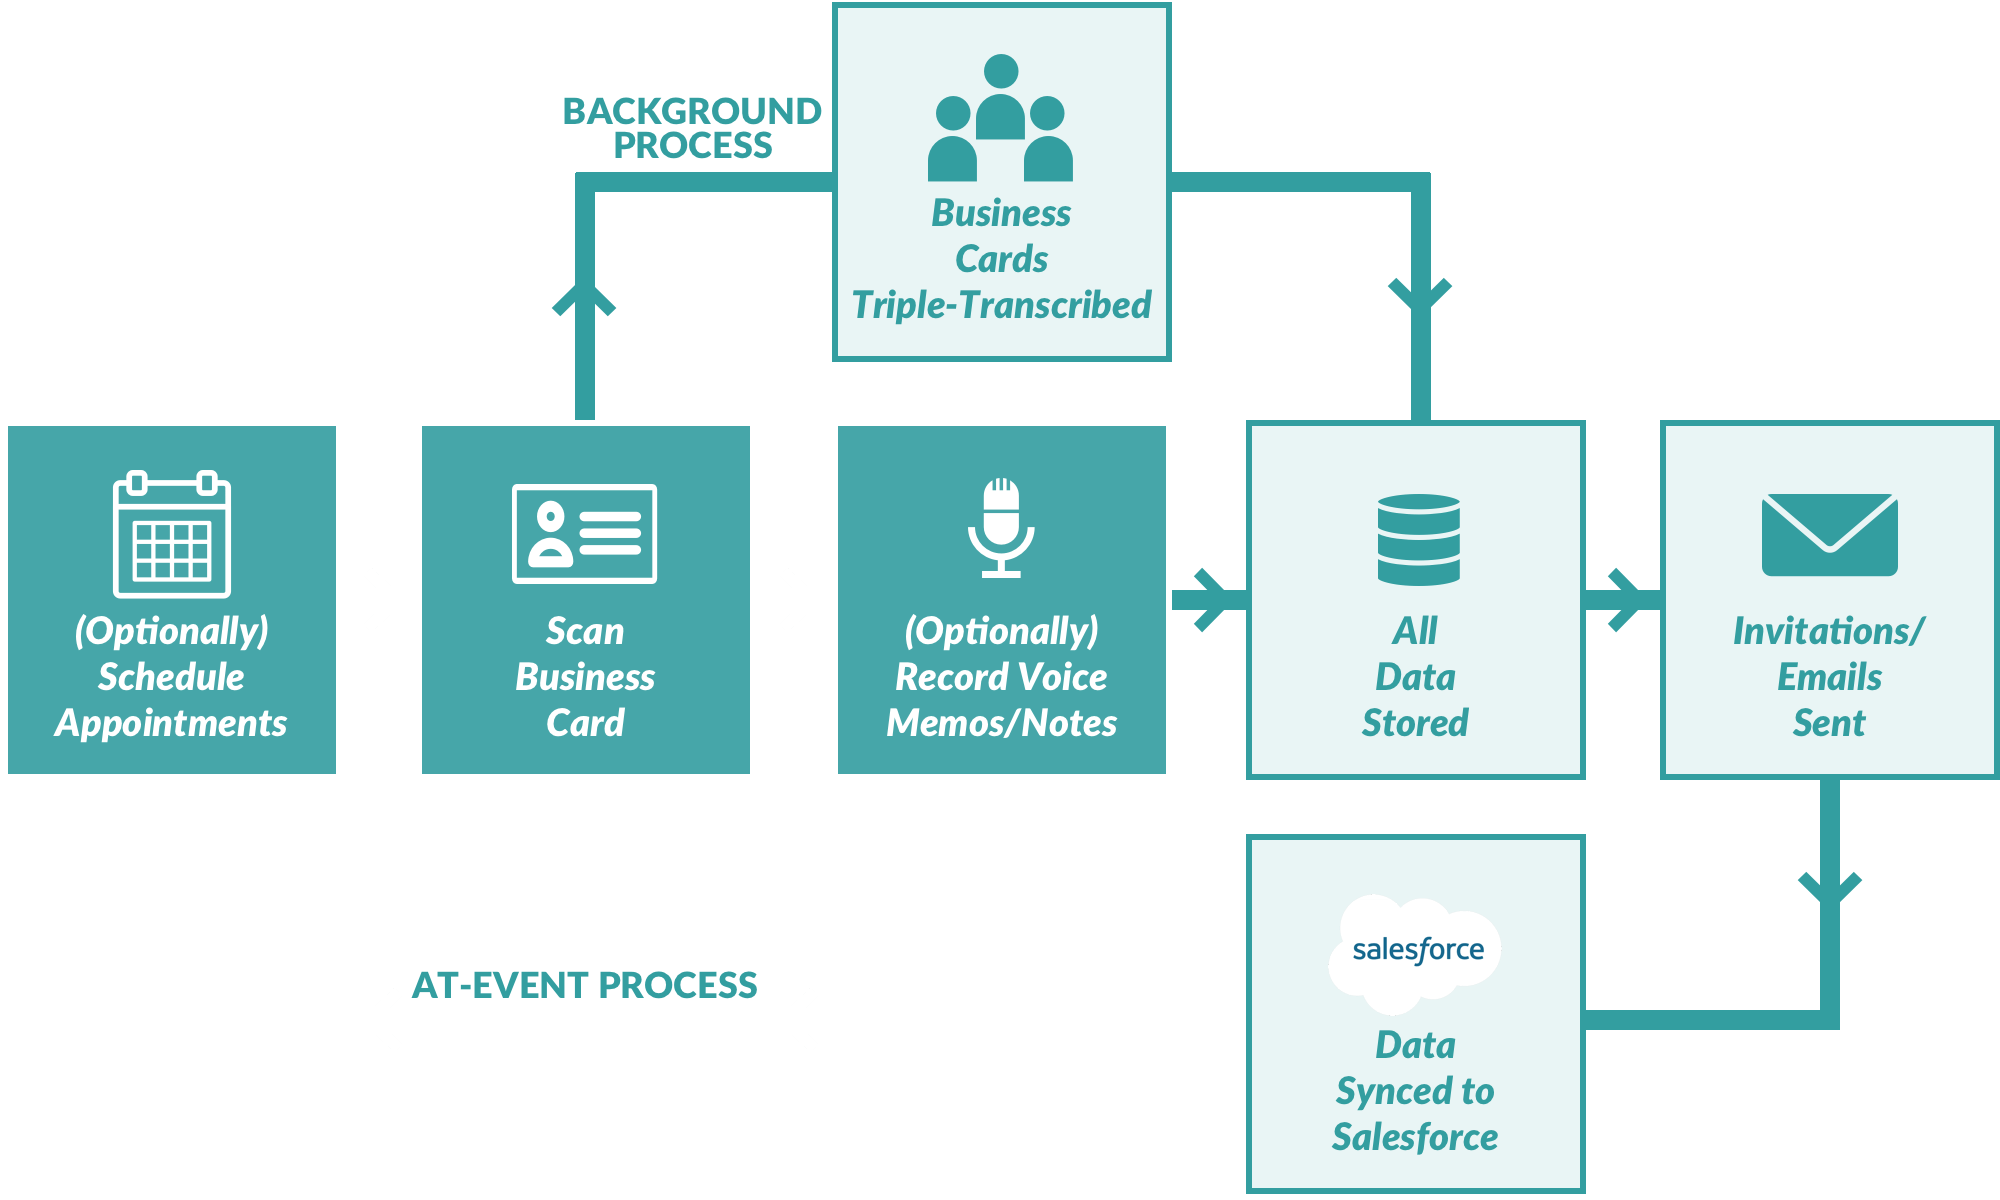 BACKGROUND
PROCESS
Business
Cards
Triple-Transcribed
(Optionally)
Schedule
Appointments
Scan
Business
Card
(Optionally)
Record Voice
Memos/Notes
All
Data
Stored
Invitations/
Emails
Sent
AT-EVENT PROCESS
salesforce
Data
Synced to
Salesforce